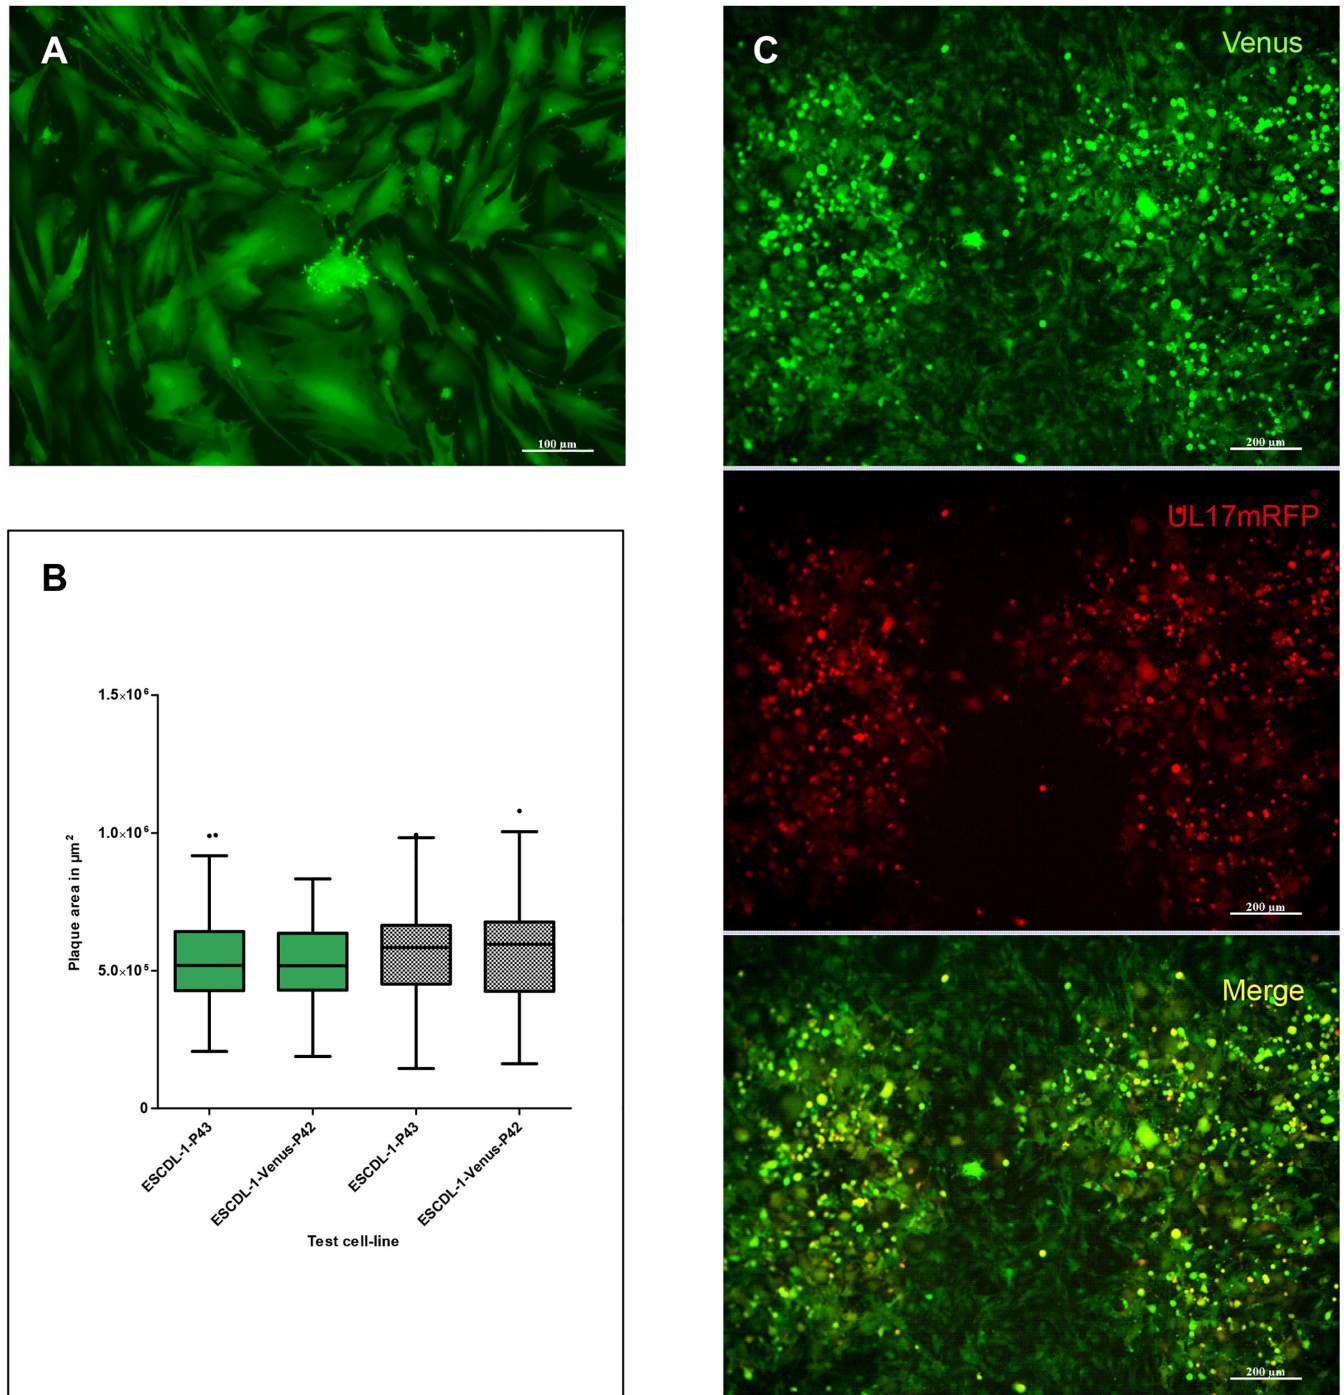 A
100 µm
B
1.5×10⁶
1.0×10⁶
5.0×10⁵
0
Plaque area in µm²
ESCDL-1-P43
ESCDL-1-Venus-P42
ESCDL-1-P43
ESCDL-1-Venus-P42
Test cell-line
C
Venus
200 µm
UL17mRFP
200 µm
Merge
200 µm